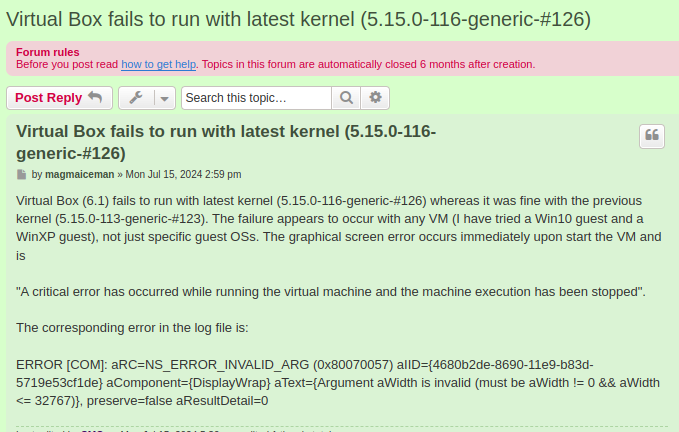 Virtual Box fails to run with latest kernel (5.15.0-116-generic-#126)
Forum rules
Before you post read how to get help. Topics in this forum are automatically closed 6 months after creation.
Post Reply
Search this topic…
Virtual Box fails to run with latest kernel (5.15.0-116-
generic-#126)
by magmaiceman » Mon Jul 15, 2024 2:59 pm
Virtual Box (6.1) fails to run with latest kernel (5.15.0-116-generic-#126) whereas it was fine with the previous
kernel (5.15.0-113-generic-#123). The failure appears to occur with any VM (I have tried a Win10 guest and a
WinXP guest), not just specific guest OSs. The graphical screen error occurs immediately upon start the VM and
is
"A critical error has occurred while running the virtual machine and the machine execution has been stopped".
The corresponding error in the log file is:
ERROR [COM]: aRC=NS_ERROR_INVALID_ARG (0x80070057) aIID={4680b2de-8690-11e9-b83d-
5719e53cf1de} aComponent={DisplayWrap} aText={Argument aWidth is invalid (must be aWidth != 0 && aWidth
<= 32767)}, preserve=false aResultDetail=0